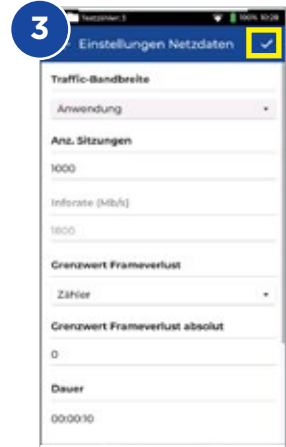 3
Testzähler: 3
100% 10:28
Einstellungen Netzdaten
Traffic-Bandbreite
Anwendung
Anz. Sitzungen
1000
Inforate (Mb/s)
1800
Grenzwert Frameverlust
Zähler
Grenzwert Frameverlust absolut
0
Dauer
00:00:10